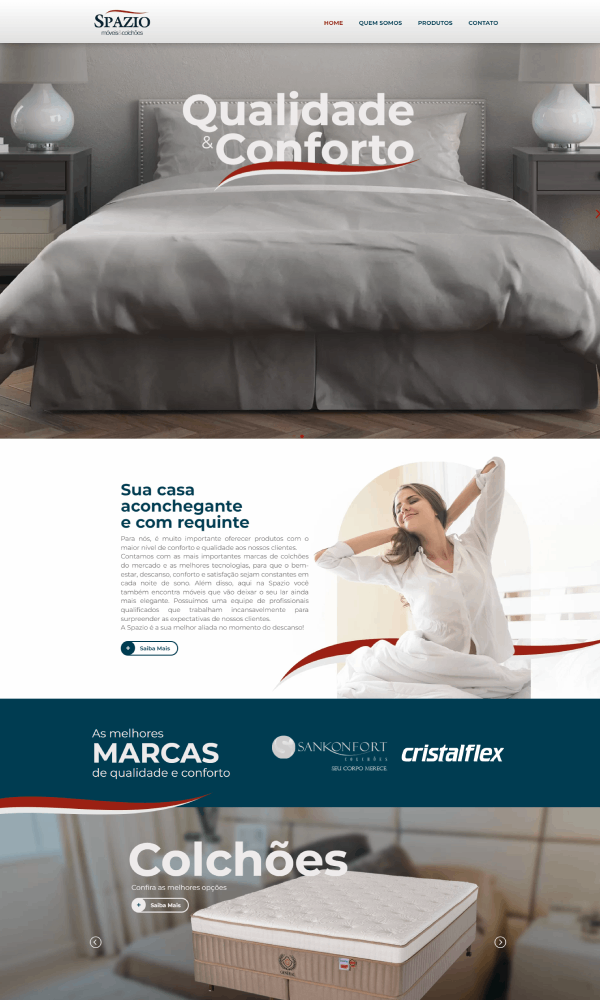 SPAZIO
móveis&colchões
HOME QUEM SOMOS PRODUTOS CONTATO
Qualidade
&Conforto
Sua casa
aconchegante
e com requinte
Para nós, é muito importante oferecer produtos com o
maior nível de conforto e qualidade aos nossos clientes.
Contamos com as mais importantes marcas de colchões
do mercado e as melhores tecnologias, para que o bem-
estar, descanso, conforto e satisfação sejam constantes em
cada noite de sono. Além disso, aqui na Spazio você
também encontra móveis que vão deixar o seu lar ainda
mais elegante. Possuímos uma equipe de profissionais
qualificados que trabalham incansavelmente para
surpreender as expectativas de nossos clientes.
A Spazio é a sua melhor aliada no momento do descanso!
+ Saiba Mais
As melhores
MARCAS
de qualidade e conforto
SANKONFORT
COLCHÕES
SEU CORPO MERECE
cristalflex
Colchões
Confira as melhores opções
+ Saiba Mais